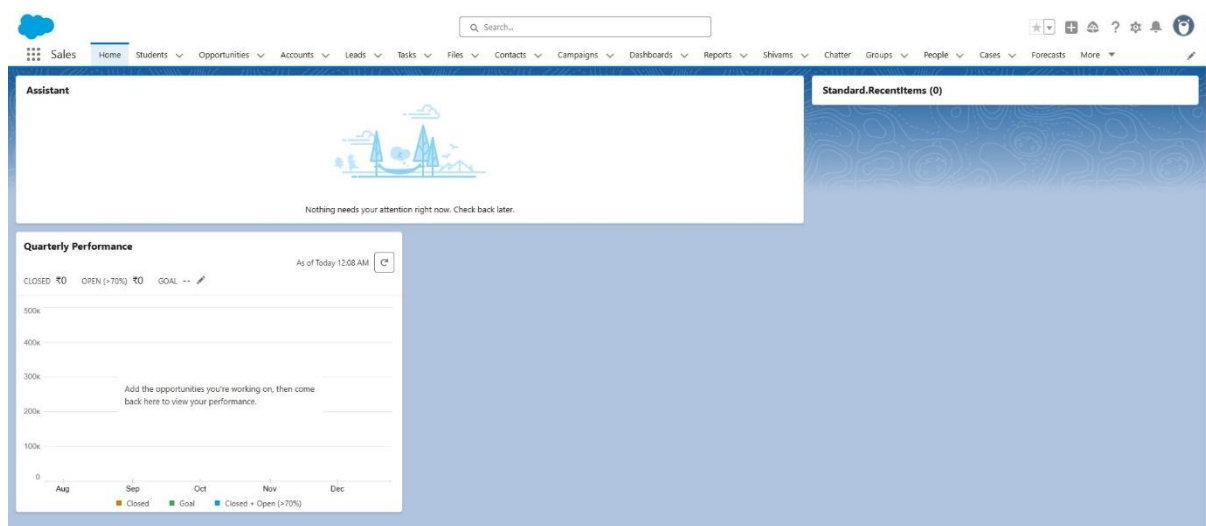 Search...
Sales Home Students Opportunities Accounts Leads Tasks Files Contacts Campaigns Dashboards Reports Shivams Chatter Groups People Cases Forecasts More
Assistant
Nothing needs your attention right now. Check back later.
Standard.RecentItems (0)
Quarterly Performance
As of Today 12:08 AM
CLOSED ₹0 OPEN (>70%) ₹0 GOAL --
500K
400K
300K
200K
100K
0
Add the opportunities you're working on, then come
back here to view your performance.
Aug Sep Oct Nov Dec
Closed Goal Closed + Open (>70%)